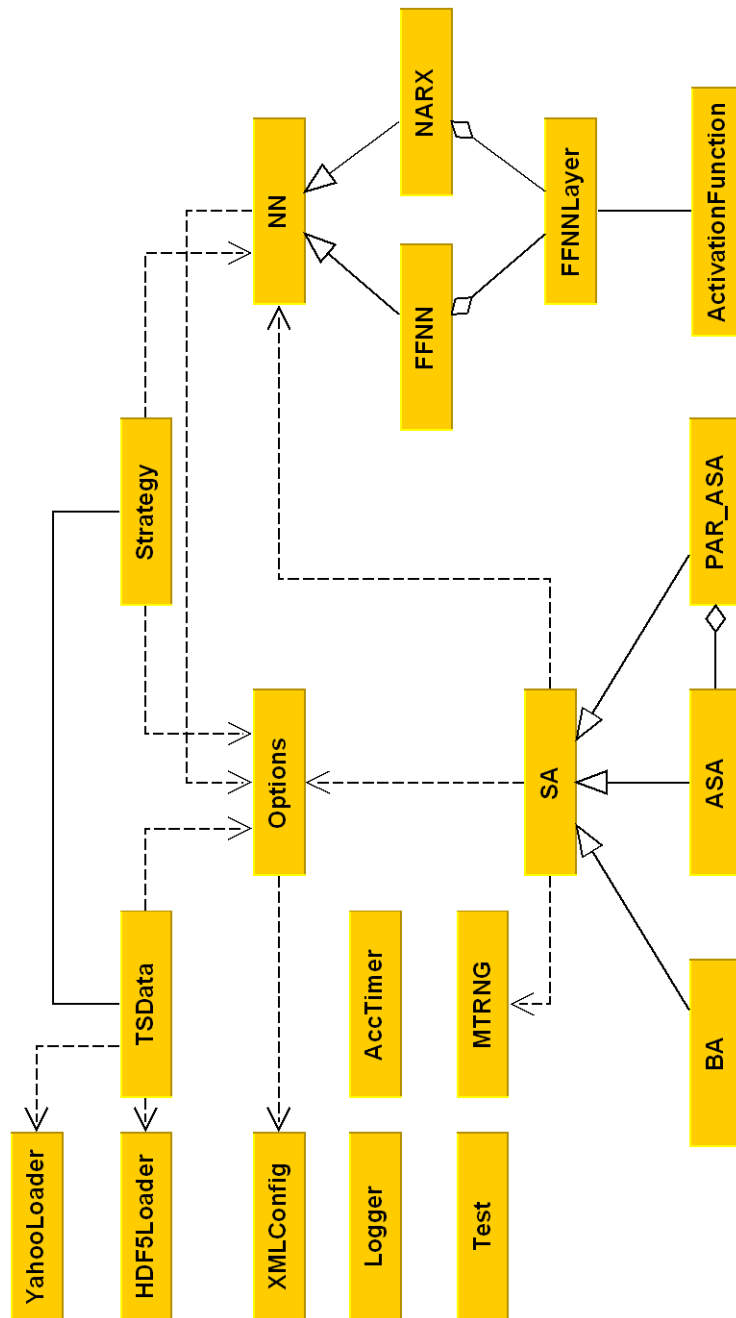 YahooLoader
HDF5Loader
TSData
Strategy
XMLConfig
Options
NN
Logger
AccTimer
FFNN
NARX
Test
MTRNG
SA
FFNNLayer
BA
ASA
PAR_ASA
ActivationFunction